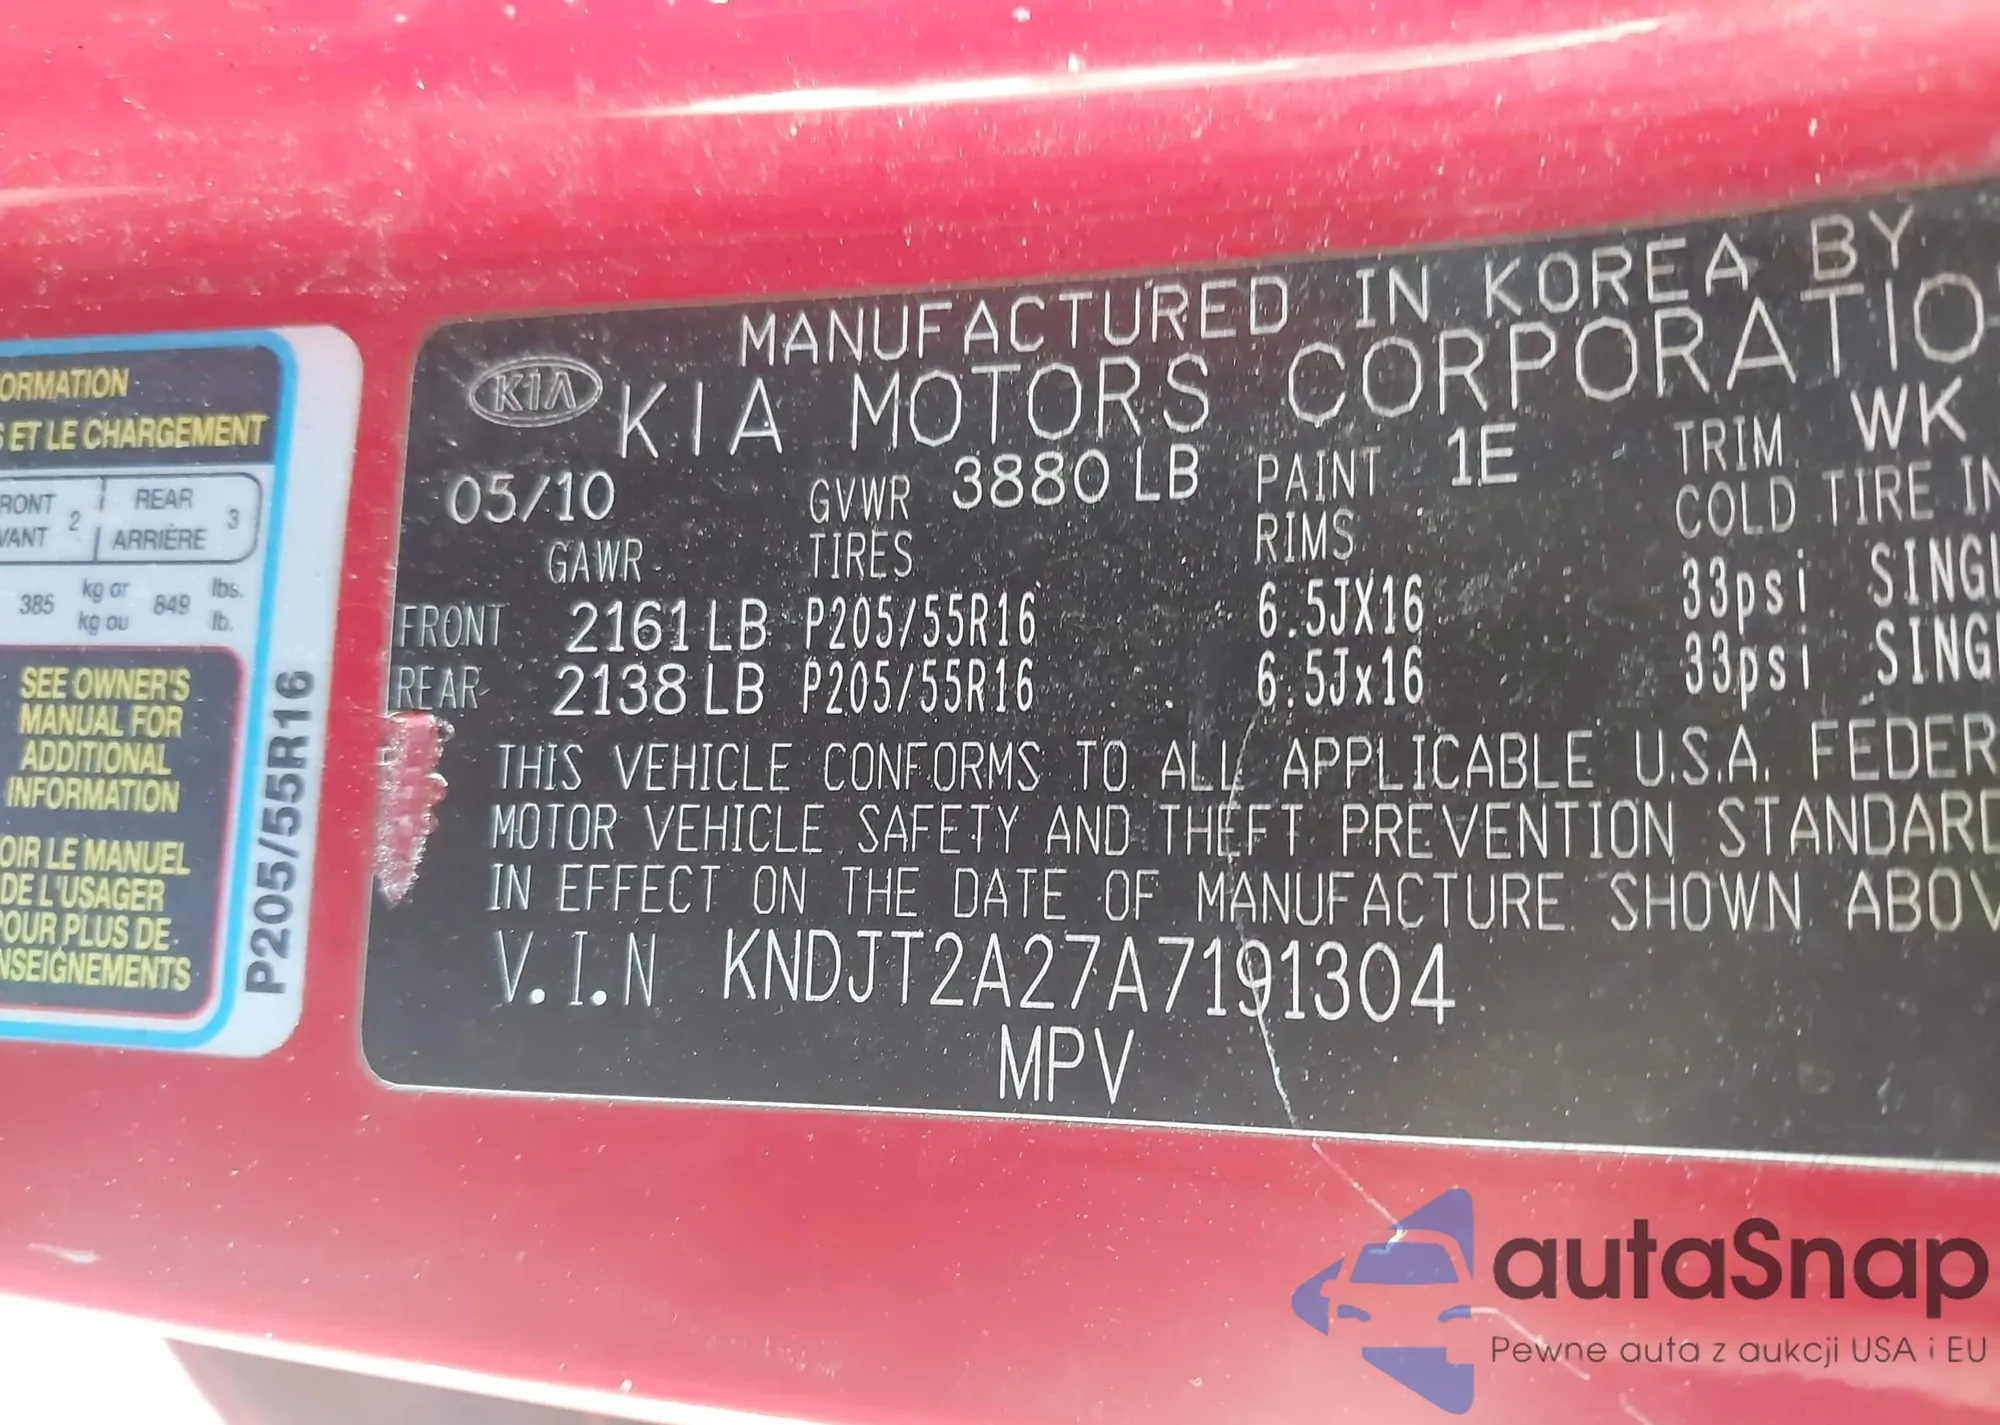 ORMATION
S ET LE CHARGEMENT
RONT 2 REAR 3
VANT ARRIÈRE
385 kg or 849 lbs.
kg ou lb.
SEE OWNER'S
MANUAL FOR
ADDITIONAL
INFORMATION
OIR LE MANUEL
DE L'USAGER
POUR PLUS DE
NSEIGNEMENTS
P205/55R16
MANUFACTURED IN KOREA BY
KIA KIA MOTORS CORPORATIO
05/10 GVWR 3880 LB PAINT 1E TRIM WK
GAWR TIRES RIMS COLD TIRE IN
FRONT 2161 LB P205/55R16 6.5JX16 33psi SINGL
REAR 2138 LB P205/55R16 6.5Jx16 33psi SINGL
THIS VEHICLE CONFORMS TO ALL APPLICABLE U.S.A. FEDER
MOTOR VEHICLE SAFETY AND THEFT PREVENTION STANDARD
IN EFFECT ON THE DATE OF MANUFACTURE SHOWN ABOV
V.I.N KNDJT2A27A7191304
MPV
autaSnap
Pewne auta z aukcji USA i EU